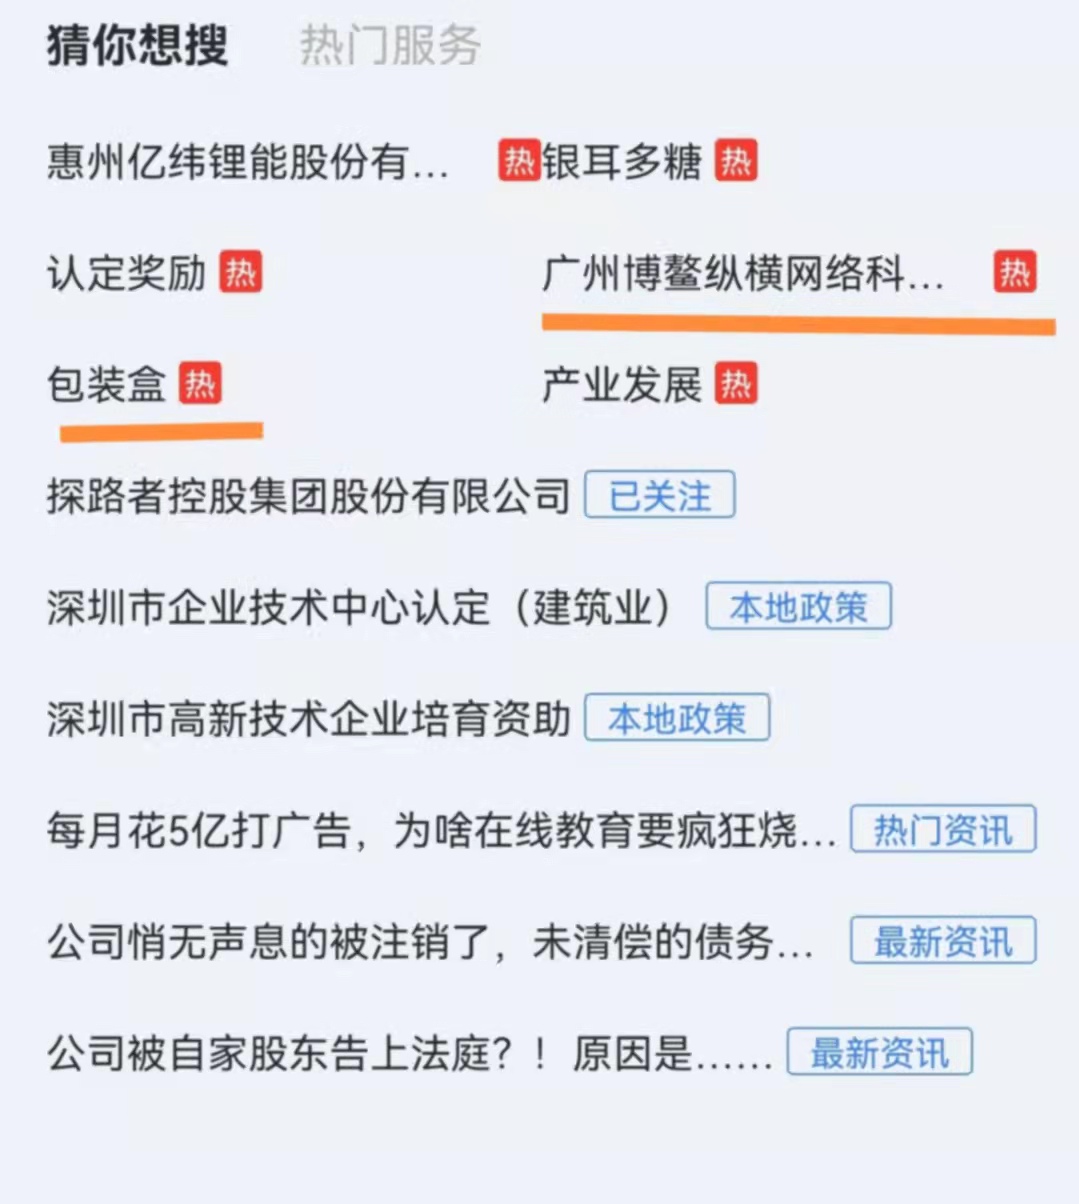 猜你想搜 热门服务
惠州亿纬锂能股份有... 热 银耳多糖 热
认定奖励 热 广州博鳌纵横网络科... 热
包装盒 热 产业发展 热
探路者控股集团股份有限公司 已关注
深圳市企业技术中心认定（建筑业） 本地政策
深圳市高新技术企业培育资助 本地政策
每月花5亿打广告，为啥在线教育要疯狂烧... 热门资讯
公司悄无声息的被注销了，未清偿的债务... 最新资讯
公司被自家股东告上法庭？！原因是...... 最新资讯